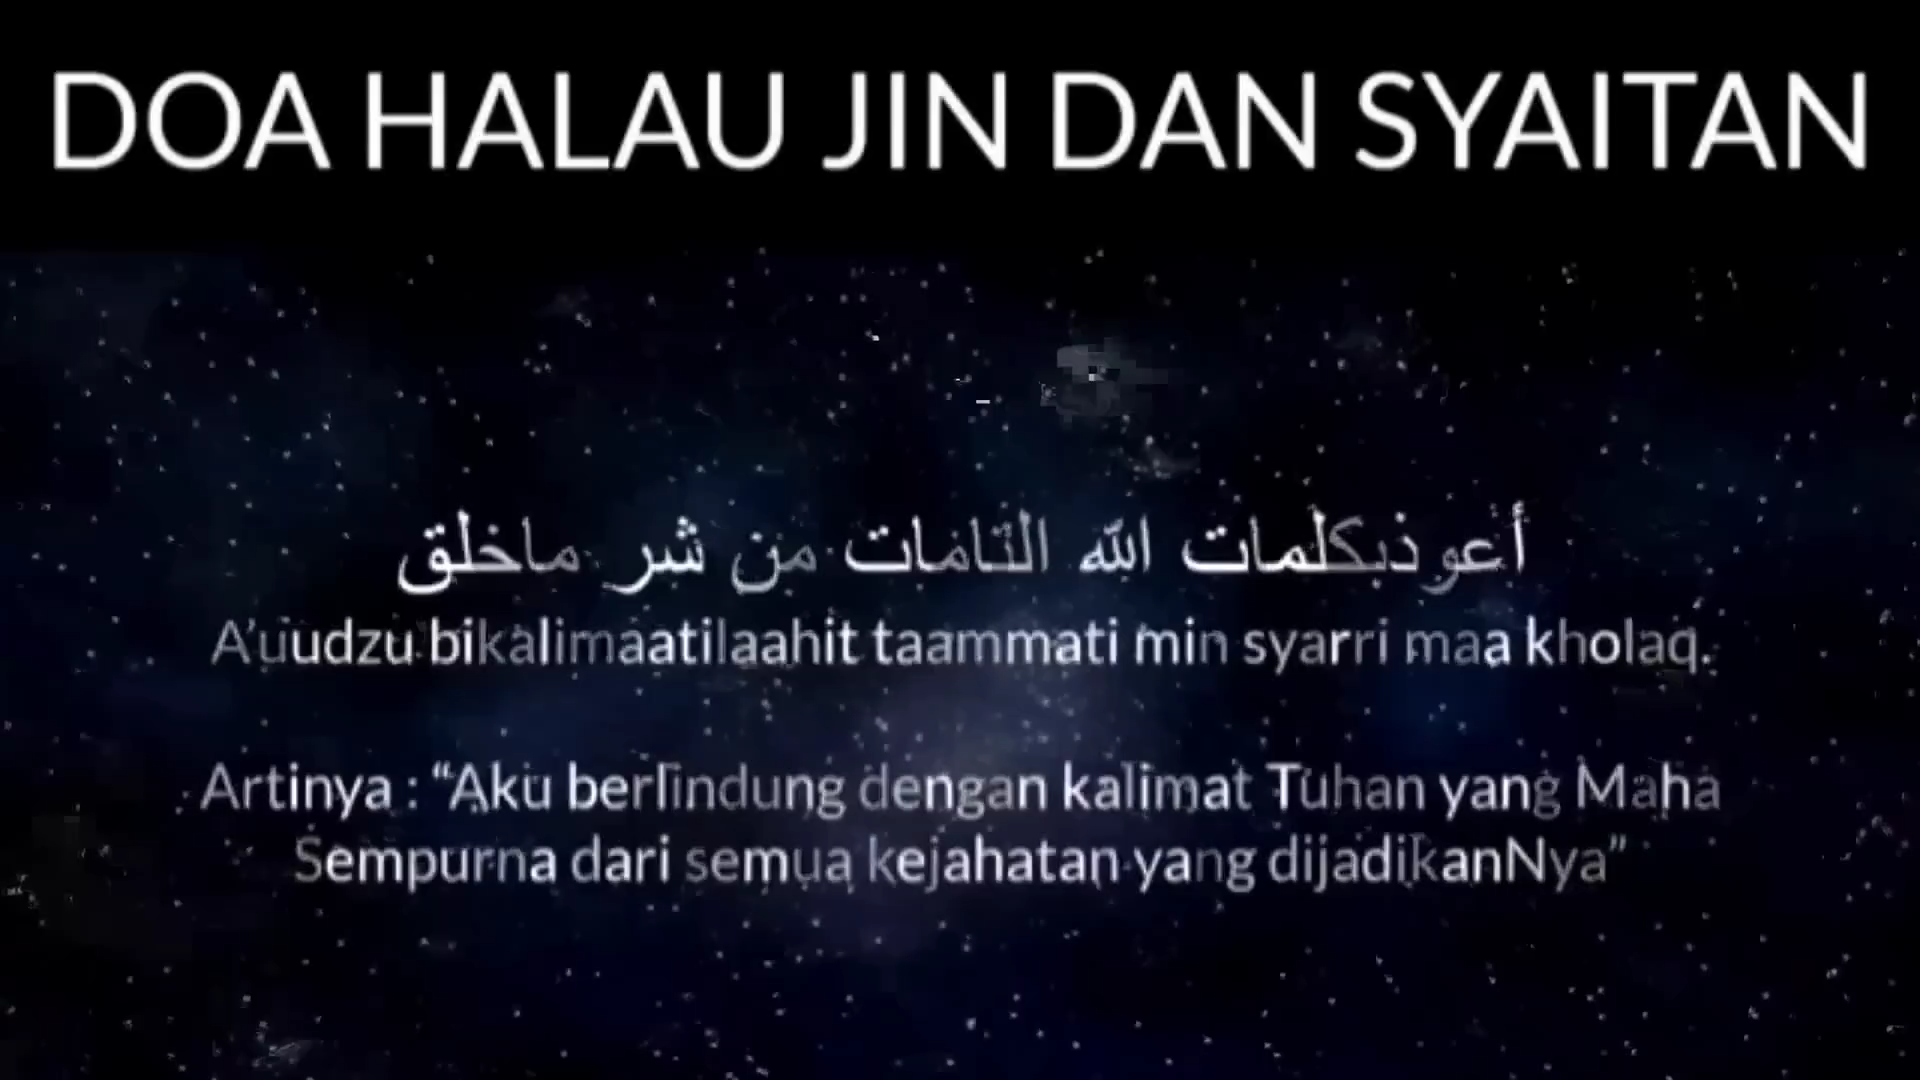 DOA HALAU JIN DAN SYAITAN
أعوذبكلمات الله التامات من شر ماخلق
A'uudzu bikalimaatilaahit taammati min syarri maa kholaq.
Artinya : “Aku berlindung dengan kalimat Tuhan yang Maha
Sempurna dari semua kejahatan yang dijadikanNya”